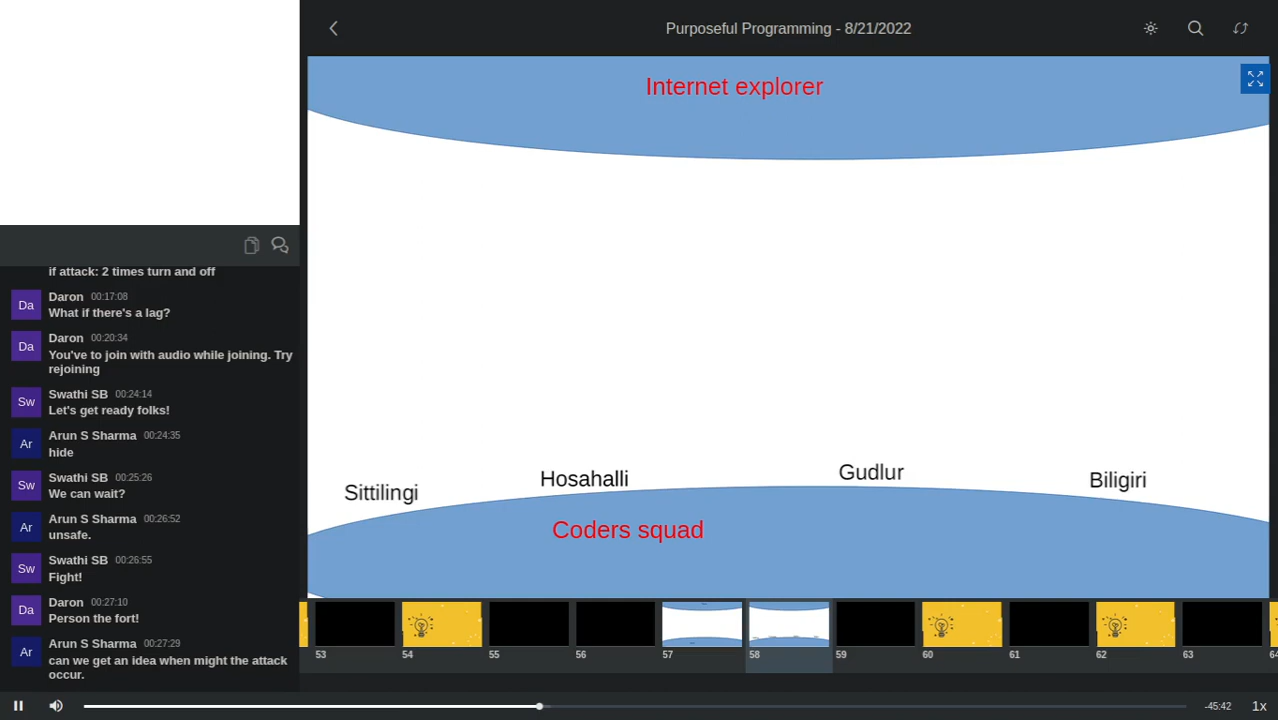 Purposeful Programming - 8/21/2022
Internet explorer
if attack: 2 times turn and off
Da
Daron 00:17:08
What if there's a lag?
Da
Daron 00:20:34
You've to join with audio while joining. Try
rejoining
Sw
Swathi SB 00:24:14
Let's get ready folks!
Ar
Arun S Sharma 00:24:35
hide
Sw
Swathi SB 00:25:26
We can wait?
Ar
Arun S Sharma 00:26:52
unsafe.
Sw
Swathi SB 00:26:55
Fight!
Da
Daron 00:27:10
Person the fort!
Ar
Arun S Sharma 00:27:29
can we get an idea when might the attack
occur.
Sittilingi Hosahalli Gudlur Biligiri
Coders squad
53 54 55 56 57 58 59 60 61 62 63 64
-45:42 1x